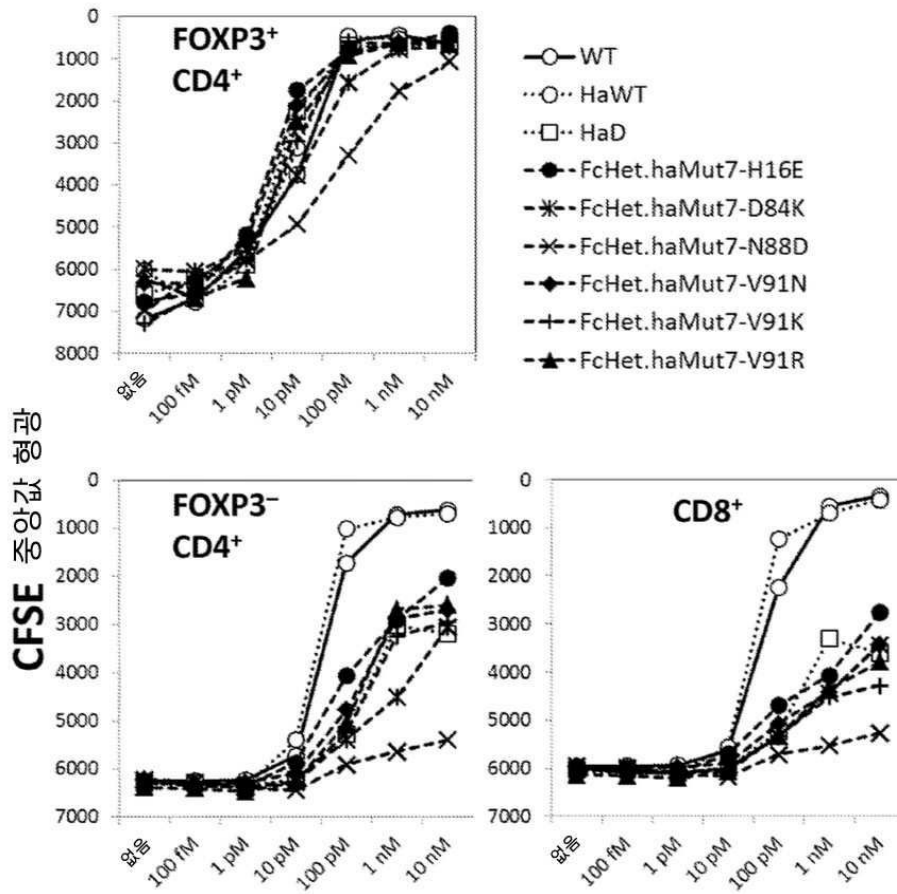 FOXP3⁺
CD4⁺
0
1000
2000
3000
4000
5000
6000
7000
8000
없음
100 fM
1 pM
10 pM
100 pM
1 nM
10 nM
WT
HaWT
HaD
FcHet.haMut7-H16E
FcHet.haMut7-D84K
FcHet.haMut7-N88D
FcHet.haMut7-V91N
FcHet.haMut7-V91K
FcHet.haMut7-V91R
CFSE 중앙값 형광
FOXP3⁻
CD4⁺
0
1000
2000
3000
4000
5000
6000
7000
없음
100 fM
1 pM
10 pM
100 pM
1 nM
10 nM
CD8⁺
0
1000
2000
3000
4000
5000
6000
7000
없음
100 fM
1 pM
10 pM
100 pM
1 nM
10 nM